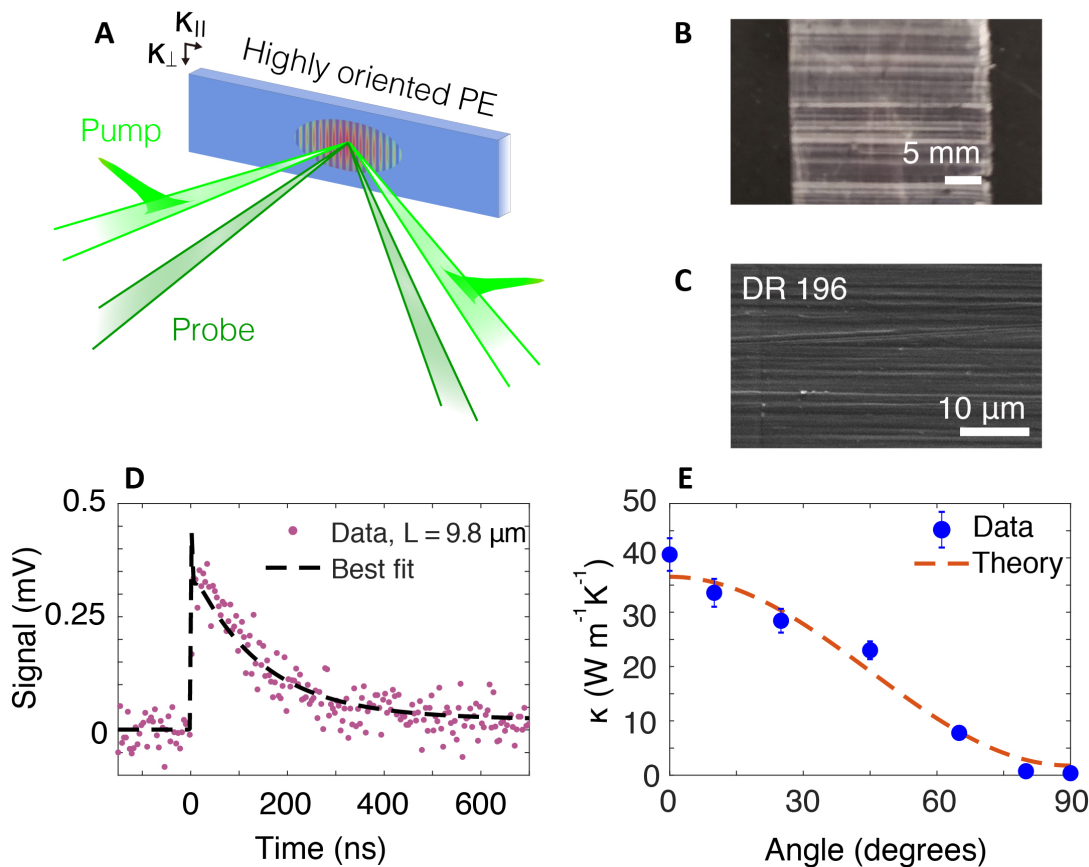 A
κ||
κ⊥
Highly oriented PE
Pump
Probe
B
5 mm
C
DR 196
10 μm
D
0.5
0.25
0
Signal (mV)
Data, L = 9.8 μm
Best fit
0
200
400
600
Time (ns)
E
50
40
30
20
10
0
κ (W m⁻¹K⁻¹)
Data
Theory
0
30
60
90
Angle (degrees)